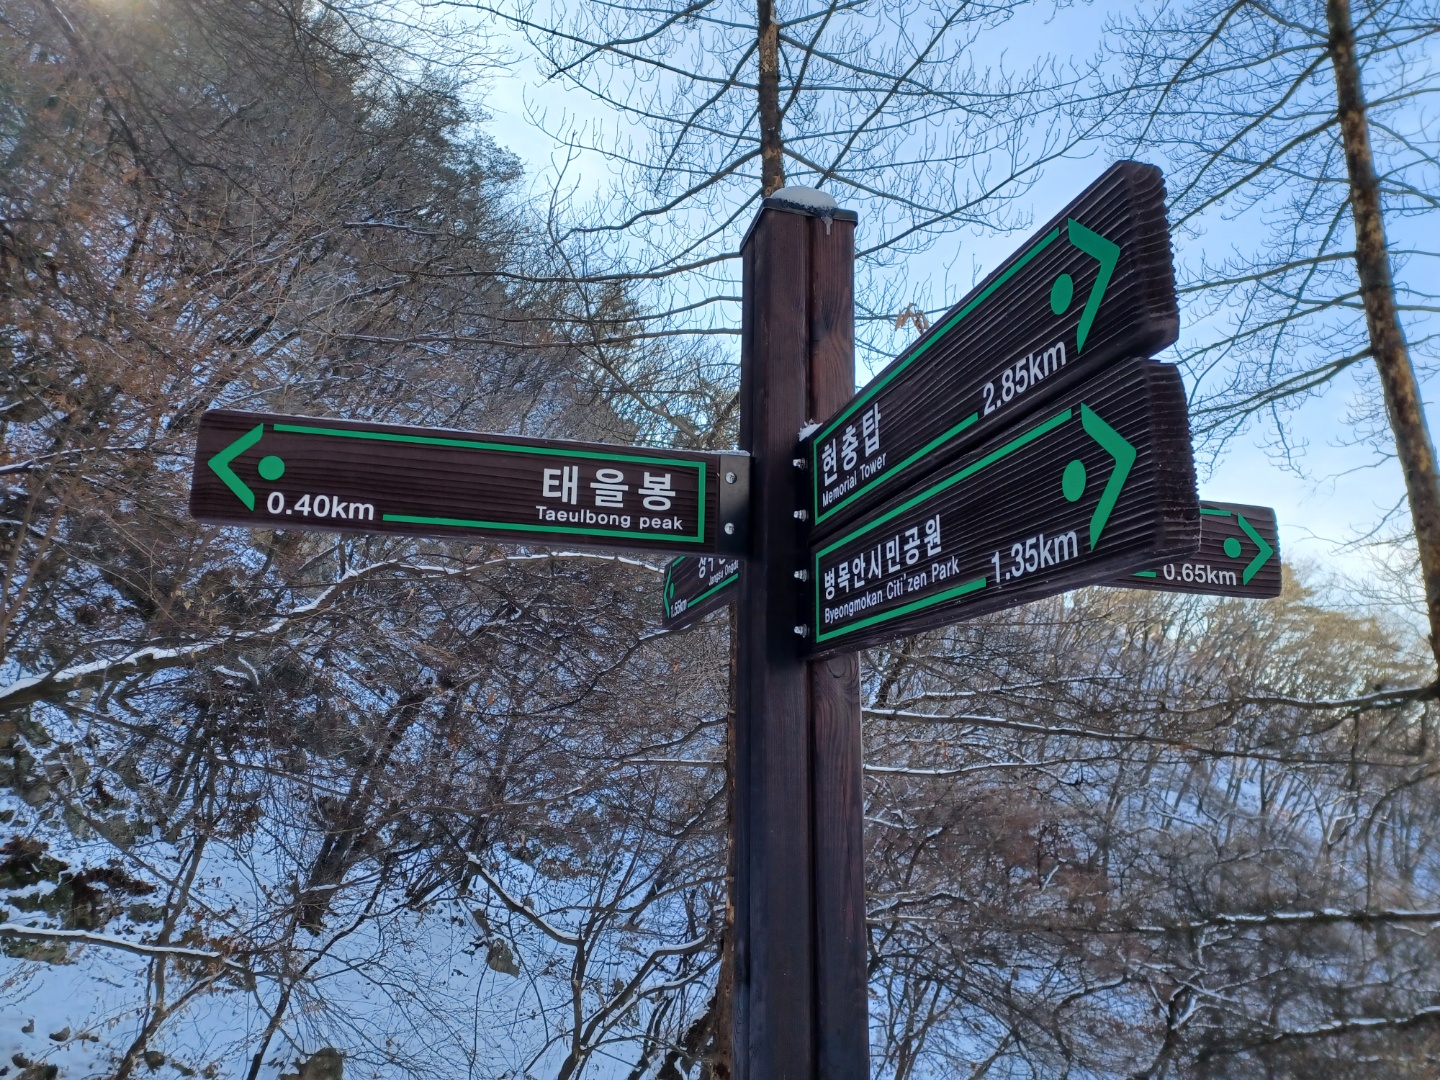 태을봉
Taeulbong peak
0.40km
현충탑
Memorial Tower
2.85km
병목안시민공원
Byeongmokan Citi'zen Park
1.35km
0.65km